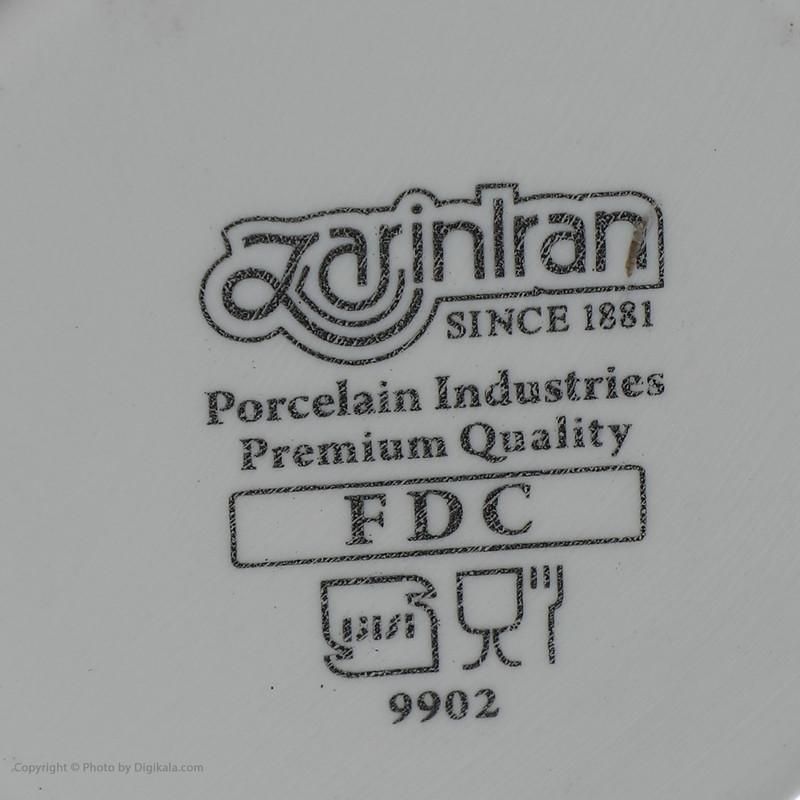 ZarinIran
SINCE 1881
Porcelain Industries
Premium Quality
FDC
9902
Copyright © Photo by Digikala.com